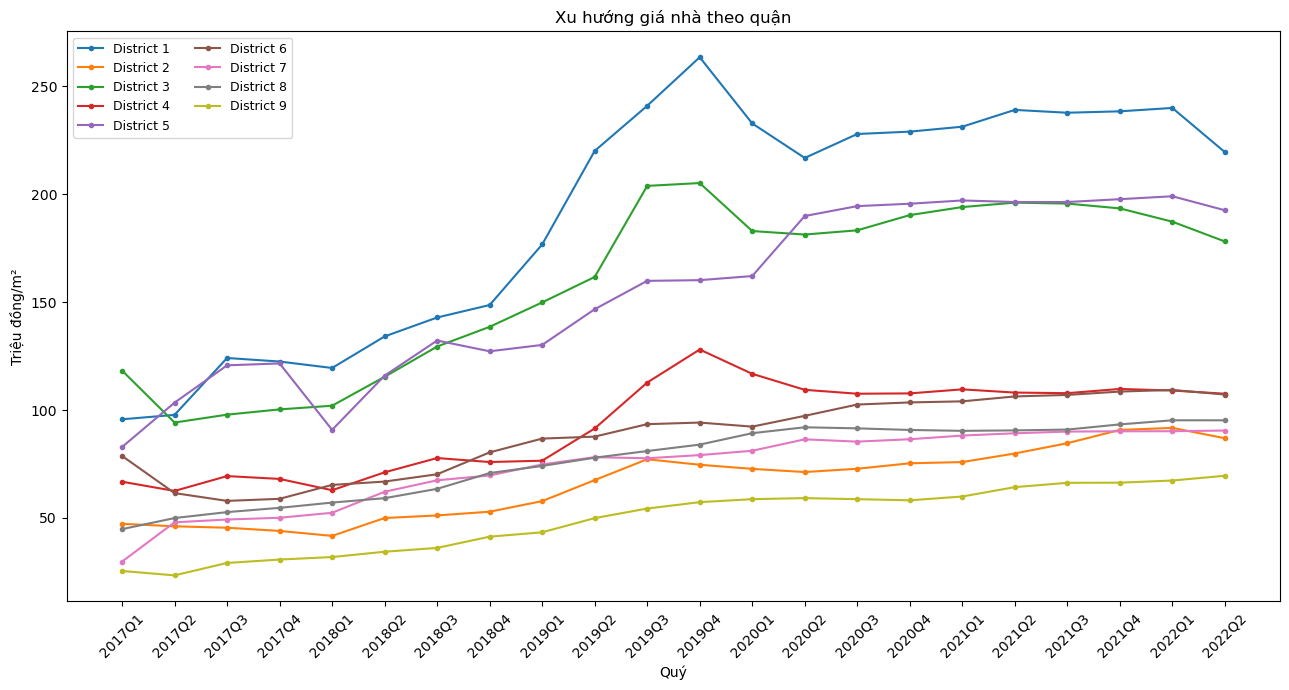 Xu hướng giá nhà theo quận
District 1
District 2
District 3
District 4
District 5
District 6
District 7
District 8
District 9
Triệu đồng/m²
250
200
150
100
50
2017Q1
2017Q2
2017Q3
2017Q4
2018Q1
2018Q2
2018Q3
2018Q4
2019Q1
2019Q2
2019Q3
2019Q4
2020Q1
2020Q2
2020Q3
2020Q4
2021Q1
2021Q2
2021Q3
2021Q4
2022Q1
2022Q2
Quý